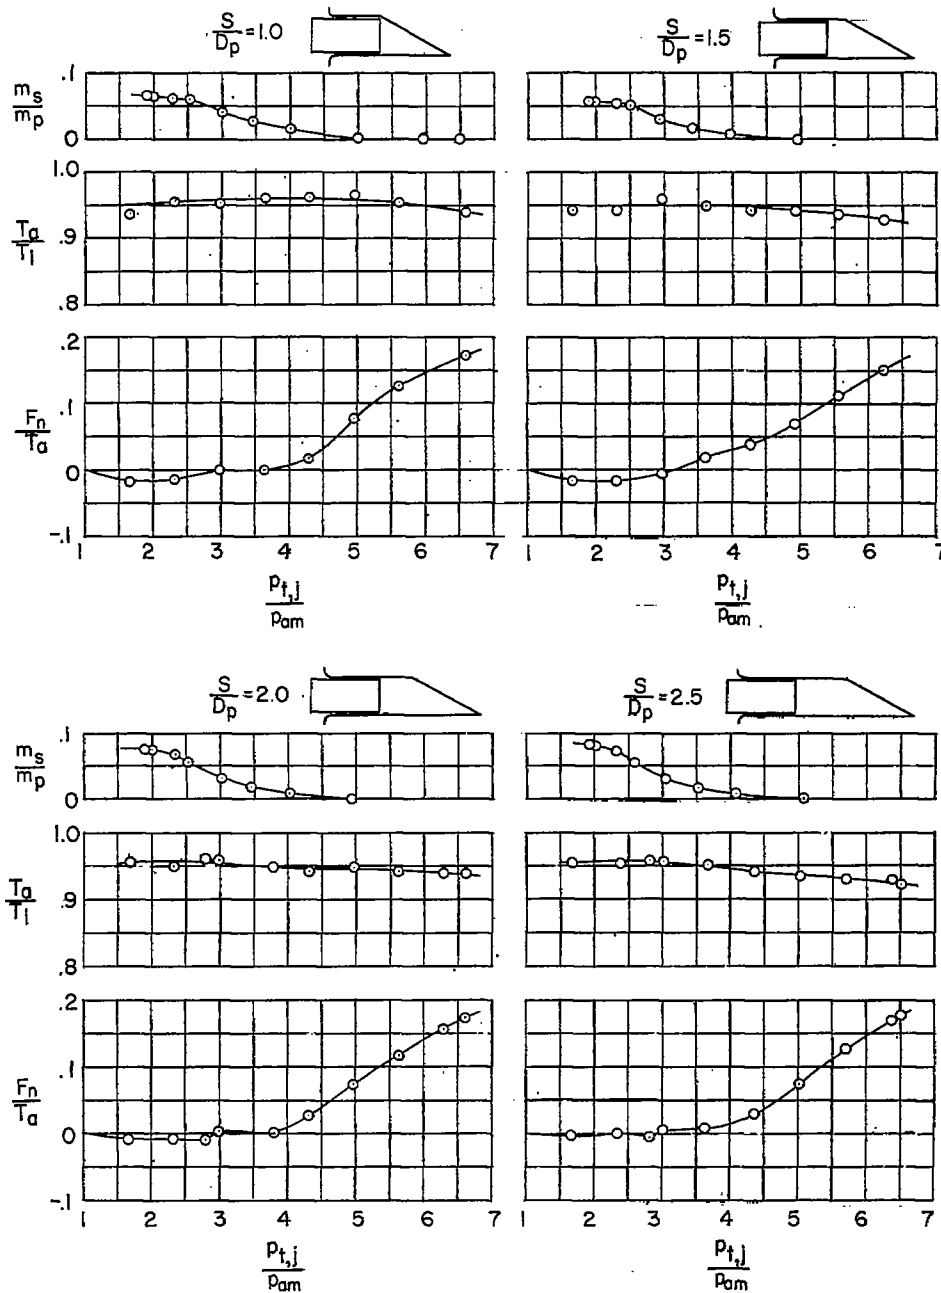 S/Dp = 1.0
S/Dp = 1.5
ms/mp
.1
0
Ta/Ti
1.0
.9
.8
Fn/Ta
.2
.1
0
-.1
1 2 3 4 5 6 7
1 2 3 4 5 6 7
pt,j/pam
pt,j/pam
S/Dp = 2.0
S/Dp = 2.5
ms/mp
.1
0
Ta/Ti
1.0
.9
.8
Fn/Ta
.2
.1
0
-.1
1 2 3 4 5 6 7
1 2 3 4 5 6 7
pt,j/pam
pt,j/pam